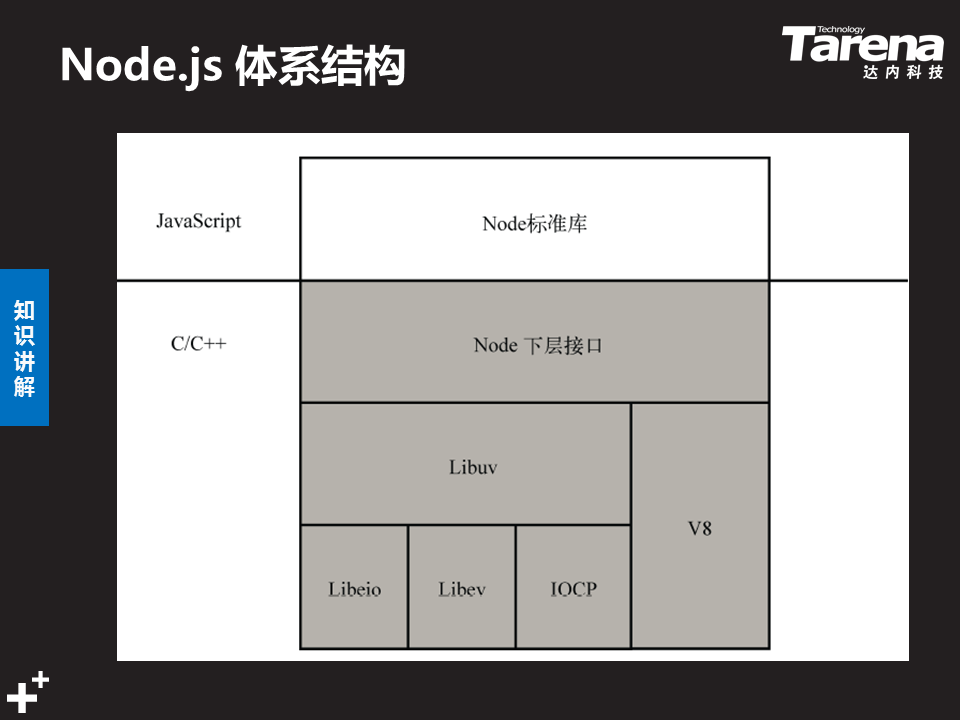 Node.js 体系结构
Technology
Tarena
达内科技
知识讲解
JavaScript
Node标准库
C/C++
Node 下层接口
Libuv
V8
Libeio
Libev
IOCP